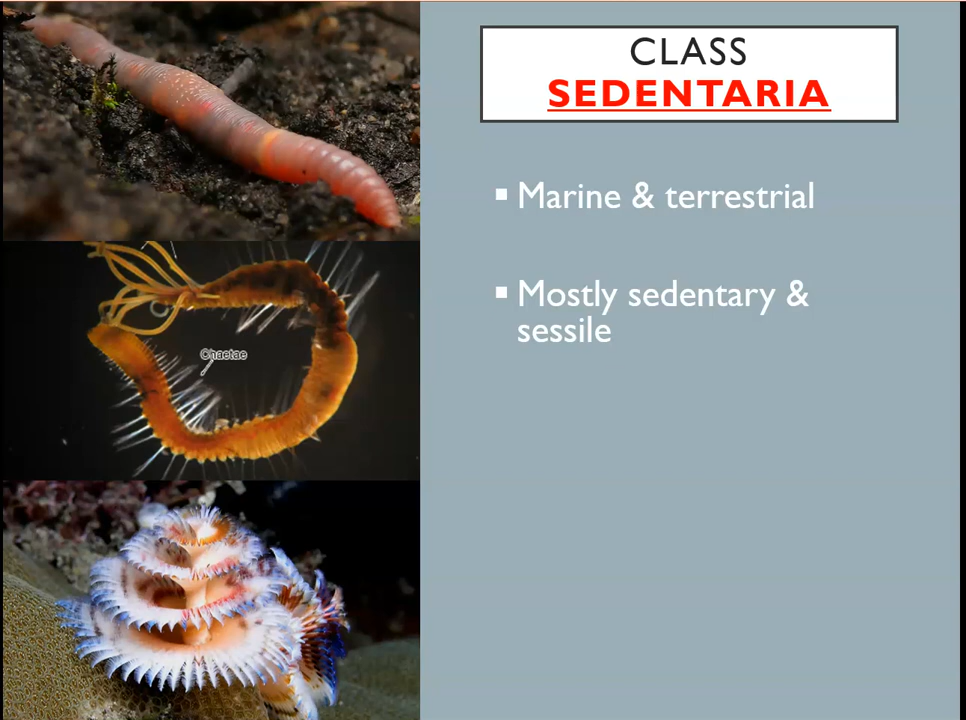 CLASS
SEDENTARIA
▪ Marine & terrestrial
▪ Mostly sedentary &
sessile
Chaetae